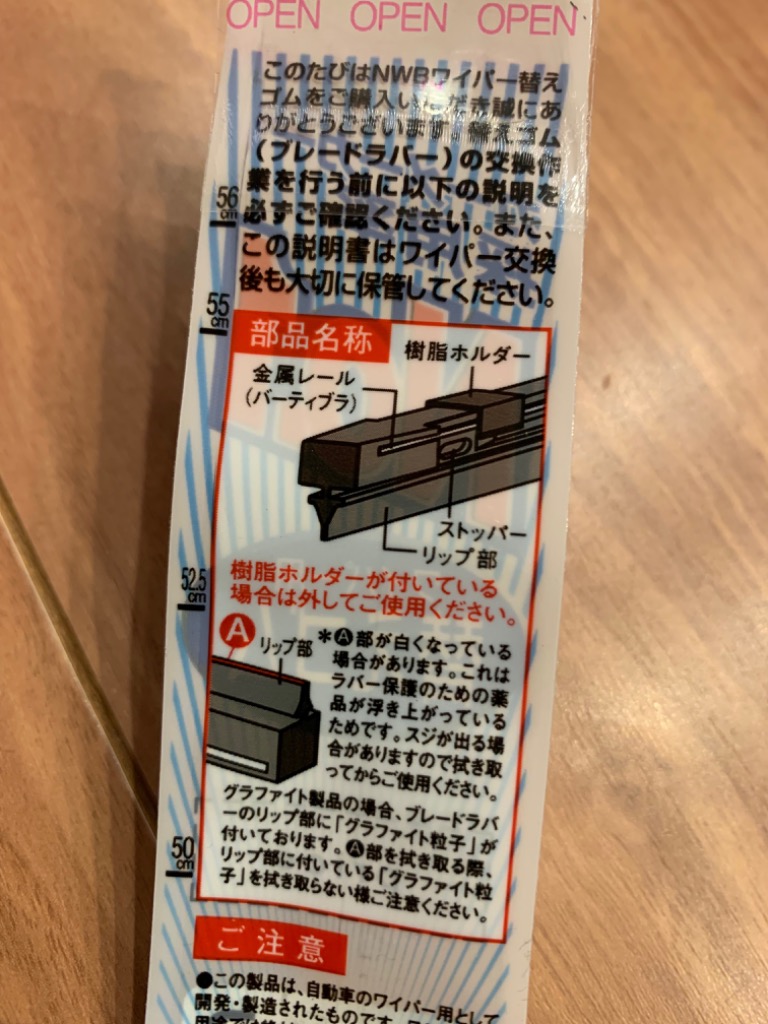 OPEN OPEN OPEN
このたびはNWBワイパー替え
ゴムをご購入いただき誠にあ
りがとうございます。替えゴム
(ブレードラバー)の交換作
業を行う前に以下の説明を
必ずご確認ください。また、
この説明書はワイパー交換
後も大切に保管してください。
56
cm
55
cm
部品名称
樹脂ホルダー
金属レール
(バーティブラ)
ストッパー
リップ部
樹脂ホルダーが付いている
場合は外してご使用ください。
52.5
cm
A
リップ部
*A部が白くなっている
場合があります。これは
ラバー保護のための薬
品が浮き上がっている
ためです。スジが出る場
合がありますので拭き取
ってからご使用ください。
グラファイト製品の場合、ブレードラバ
ーのリップ部に「グラファイト粒子」が
付いております。A部を拭き取る際、
リップ部に付いている「グラファイト粒
子」を拭き取らない様ご注意ください。
50
cm
ご注意
●この製品は、自動車のワイパー用として
開発・製造されたものです。